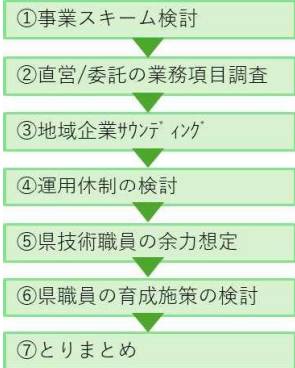 ①事業スキーム検討
②直営/委託の業務項目調査
③地域企業ｻｳﾝﾃﾞｨﾝｸﾞ
④運用休制の検討
⑤県技術職員の余力想定
⑥県職員の育成施策の検討
⑦とりまとめ